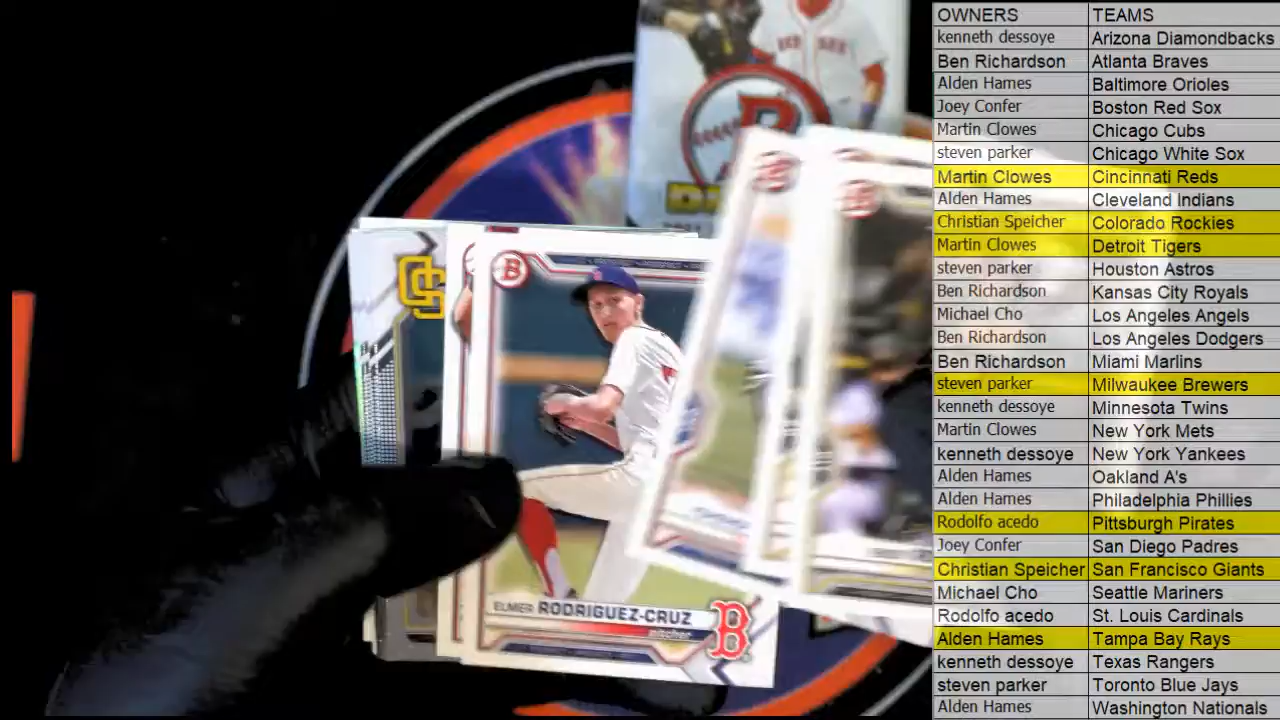 OWNERS TEAMS
kenneth dessoye Arizona Diamondbacks
Ben Richardson Atlanta Braves
Alden Hames Baltimore Orioles
Joey Confer Boston Red Sox
Martin Clowes Chicago Cubs
steven parker Chicago White Sox
Martin Clowes Cincinnati Reds
Alden Hames Cleveland Indians
Christian Speicher Colorado Rockies
Martin Clowes Detroit Tigers
steven parker Houston Astros
Ben Richardson Kansas City Royals
Michael Cho Los Angeles Angels
Ben Richardson Los Angeles Dodgers
Ben Richardson Miami Marlins
steven parker Milwaukee Brewers
kenneth dessoye Minnesota Twins
Martin Clowes New York Mets
kenneth dessoye New York Yankees
Alden Hames Oakland A's
Alden Hames Philadelphia Phillies
Rodolfo acedo Pittsburgh Pirates
Joey Confer San Diego Padres
Christian Speicher San Francisco Giants
Michael Cho Seattle Mariners
Rodolfo acedo St. Louis Cardinals
Alden Hames Tampa Bay Rays
kenneth dessoye Texas Rangers
steven parker Toronto Blue Jays
Alden Hames Washington Nationals
B
ELMER RODRIGUEZ-CRUZ
pitcher
B